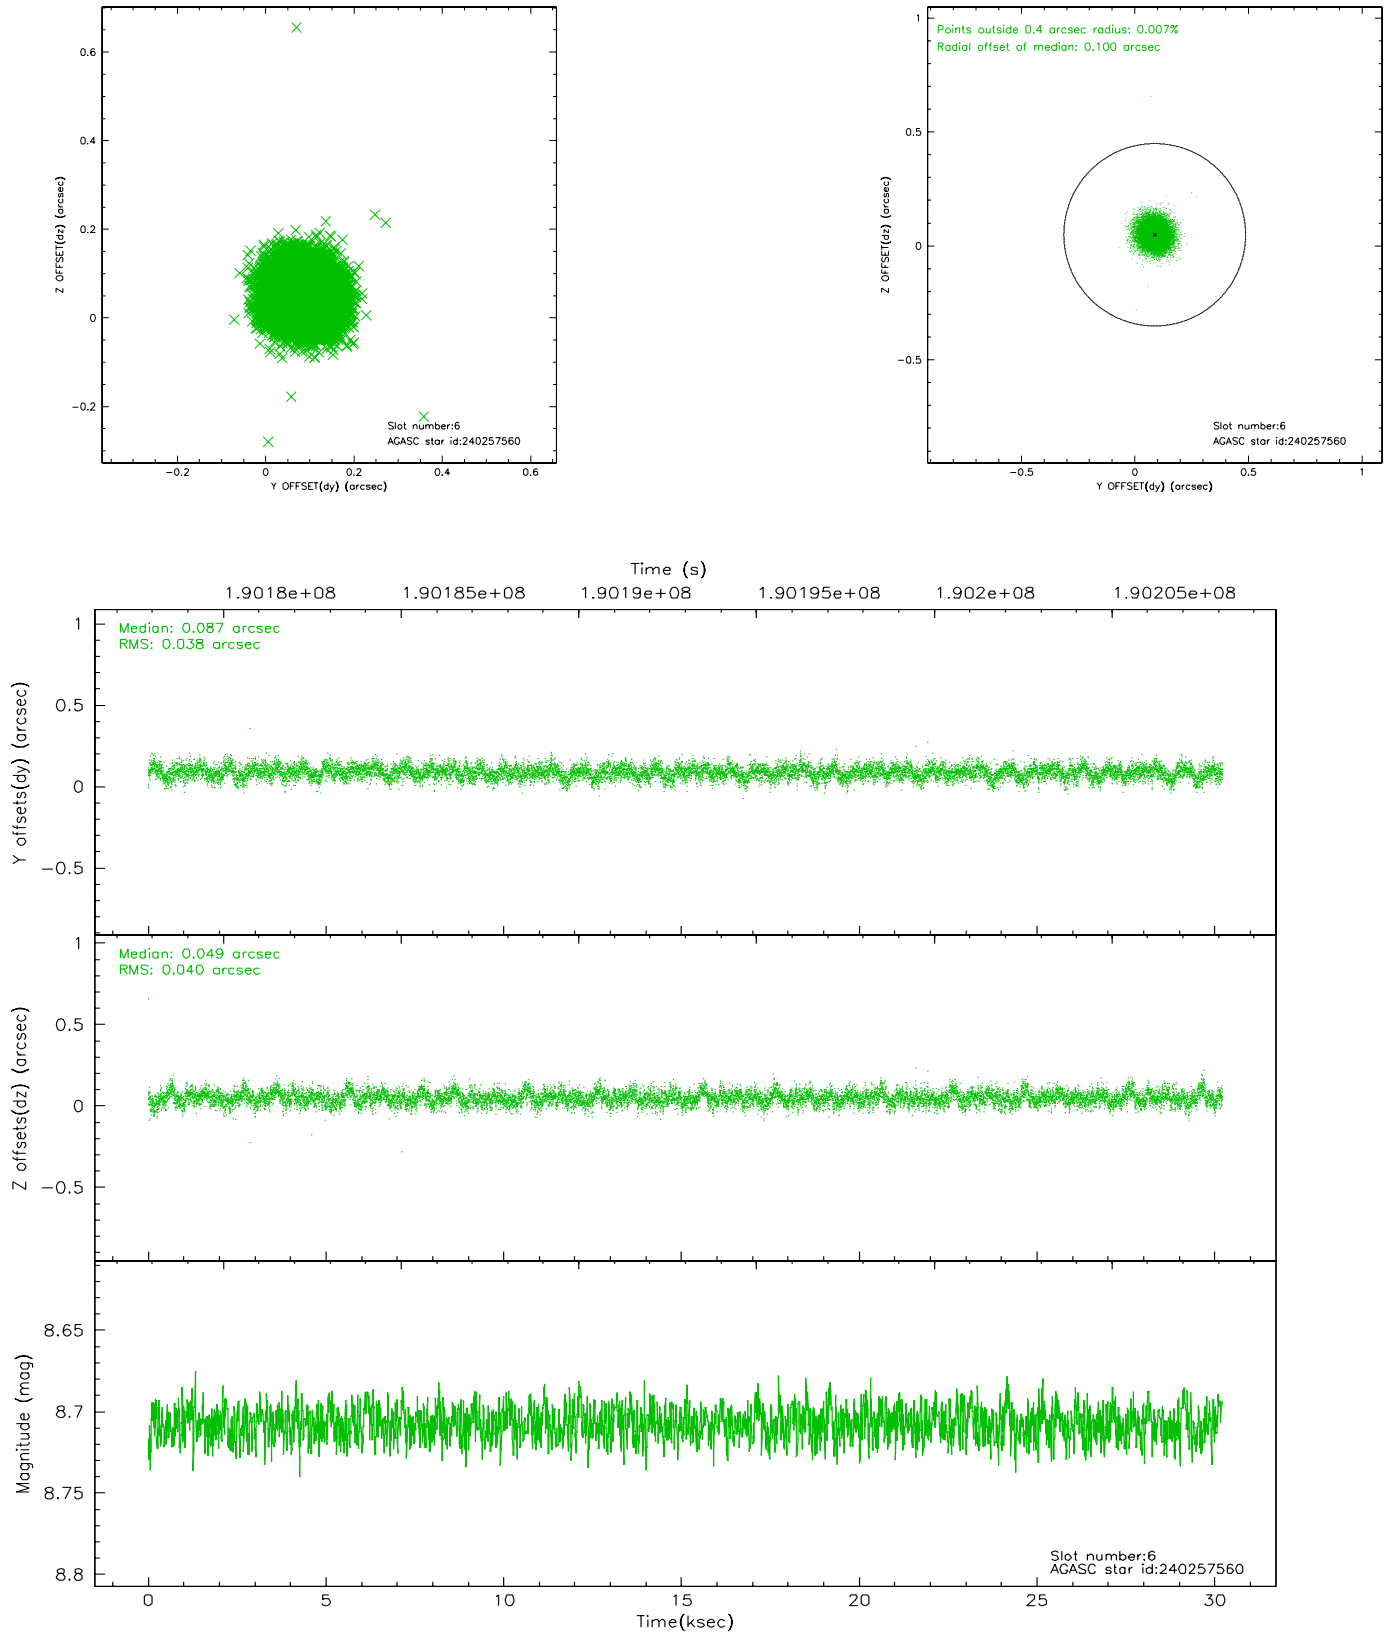 0.6
0.4
0.2
0
−0.2
Z OFFSET(dz) (arcsec)
Slot number:6
AGASC star id:240257560
−0.2 0 0.2 0.4 0.6
Y OFFSET(dy) (arcsec)
Points outside 0.4 arcsec radius: 0.007%
Radial offset of median: 0.100 arcsec
1
0.5
0
−0.5
Z OFFSET(dz) (arcsec)
Slot number:6
AGASC star id:240257560
−0.5 0 0.5 1
Y OFFSET(dy) (arcsec)
Time (s)
1.9018e+08 1.90185e+08 1.9019e+08 1.90195e+08 1.902e+08 1.90205e+08
Median: 0.087 arcsec
RMS: 0.038 arcsec
1
0.5
0
−0.5
Y offsets(dy) (arcsec)
Median: 0.049 arcsec
RMS: 0.040 arcsec
1
0.5
0
−0.5
Z offsets(dz) (arcsec)
8.65
8.7
8.75
8.8
Magnitude (mag)
Slot number:6
AGASC star id:240257560
0 5 10 15 20 25 30
Time(ksec)